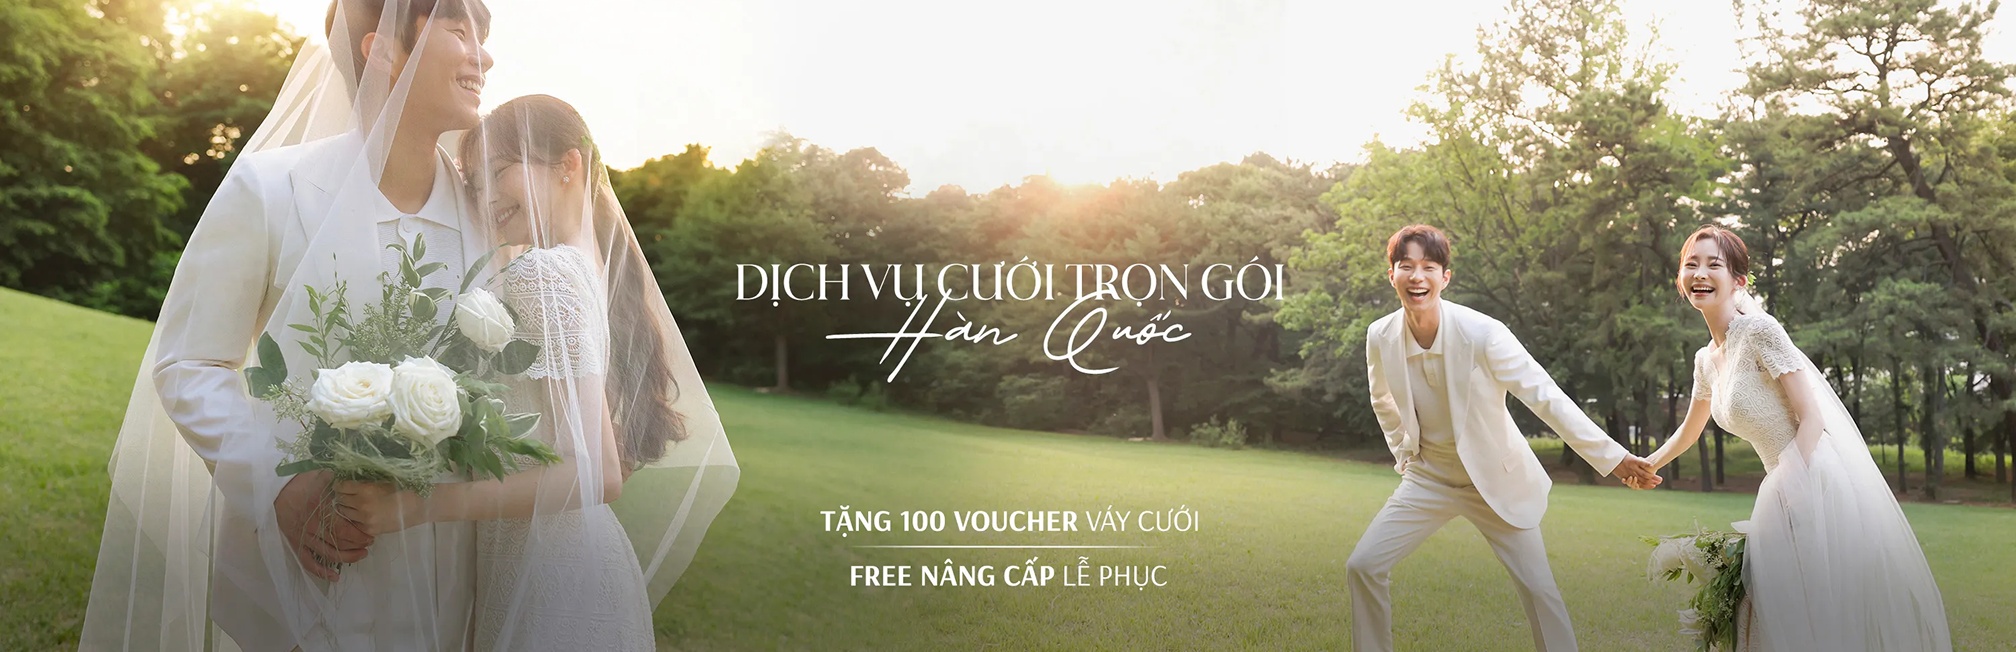 DỊCH VỤ CƯỚI TRỌN GÓI
Hàn Quốc
TẶNG 100 VOUCHER VÁY CƯỚI
FREE NÂNG CẤP LỄ PHỤC